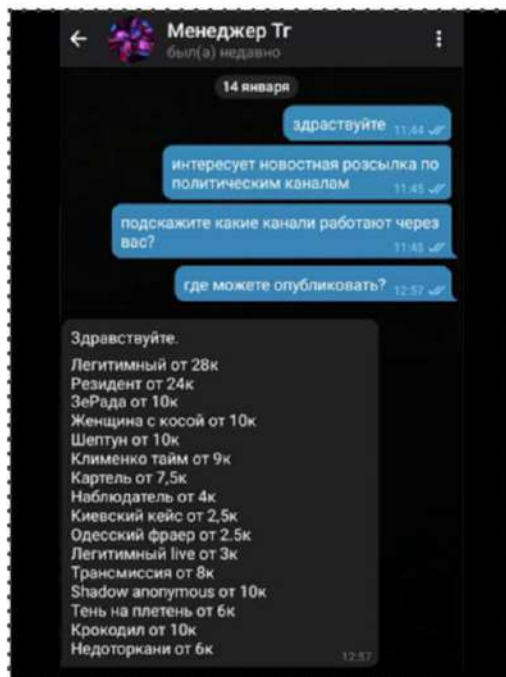 Менеджер Тг
был(а) недавно
14 января
здраствуйте 11:44
интересует новостная розсылка по
политическим каналам 11:45
подскажите какие канали работают через
вас? 11:45
где можете опубликовать? 12:57
Здравствуйте.
Легитимный от 28к
Резидент от 24к
ЗеРада от 10к
Женщина с косой от 10к
Шептун от 10к
Клименко тайм от 9к
Картель от 7,5к
Наблюдатель от 4к
Киевский кейс от 2,5к
Одесский фраер от 2.5к
Легитимный live от 3к
Трансмиссия от 8к
Shadow anonymous от 10к
Тень на плетень от 6к
Крокодил от 10к
Недоторкани от 6к
12:57